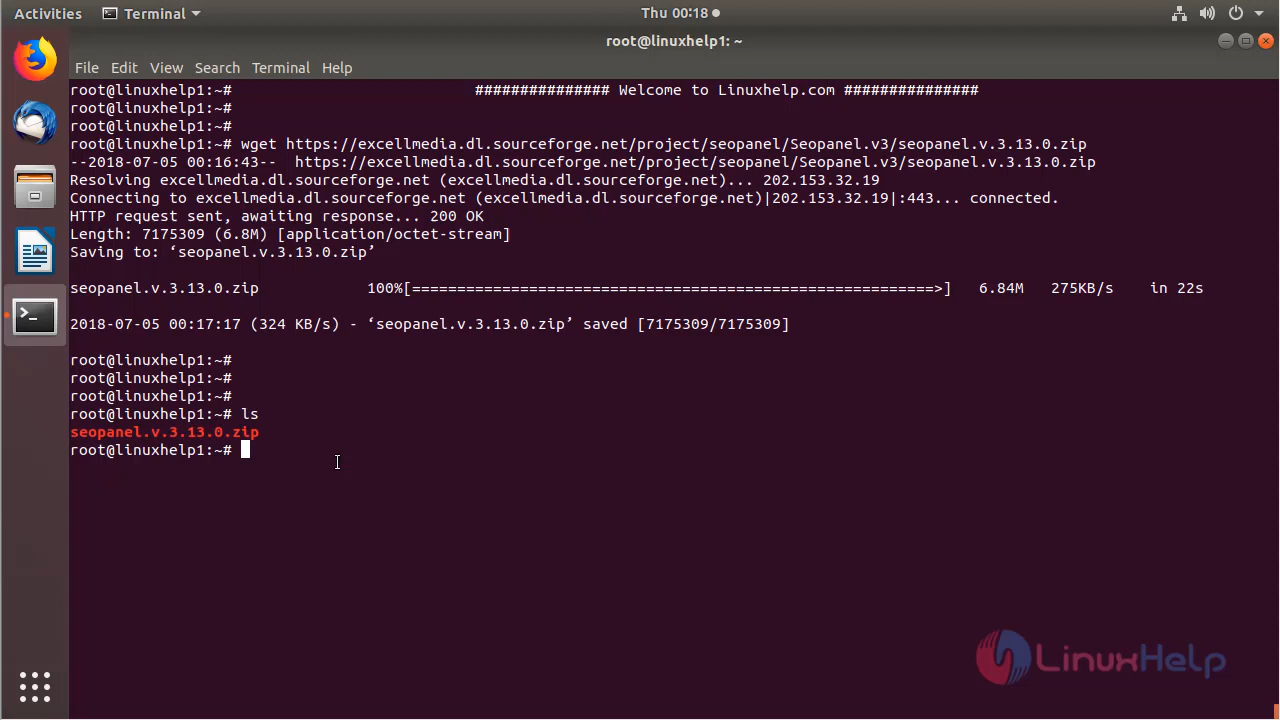 Activities Terminal Thu 00:18
root@linuxhelp1: ~
File Edit View Search Terminal Help
root@linuxhelp1:~# ############### Welcome to Linuxhelp.com ###############
root@linuxhelp1:~#
root@linuxhelp1:~#
root@linuxhelp1:~# wget https://excellmedia.dl.sourceforge.net/project/seopanel/Seopanel.v3/seopanel.v.3.13.0.zip
--2018-07-05 00:16:43-- https://excellmedia.dl.sourceforge.net/project/seopanel/Seopanel.v3/seopanel.v.3.13.0.zip
Resolving excellmedia.dl.sourceforge.net (excellmedia.dl.sourceforge.net)... 202.153.32.19
Connecting to excellmedia.dl.sourceforge.net (excellmedia.dl.sourceforge.net)|202.153.32.19|:443... connected.
HTTP request sent, awaiting response... 200 OK
Length: 7175309 (6.8M) [application/octet-stream]
Saving to: ‘seopanel.v.3.13.0.zip’
seopanel.v.3.13.0.zip 100%[==========================================================>] 6.84M 275KB/s in 22s
2018-07-05 00:17:17 (324 KB/s) - ‘seopanel.v.3.13.0.zip’ saved [7175309/7175309]
root@linuxhelp1:~#
root@linuxhelp1:~#
root@linuxhelp1:~#
root@linuxhelp1:~# ls
seopanel.v.3.13.0.zip
root@linuxhelp1:~#
LinuxHelp